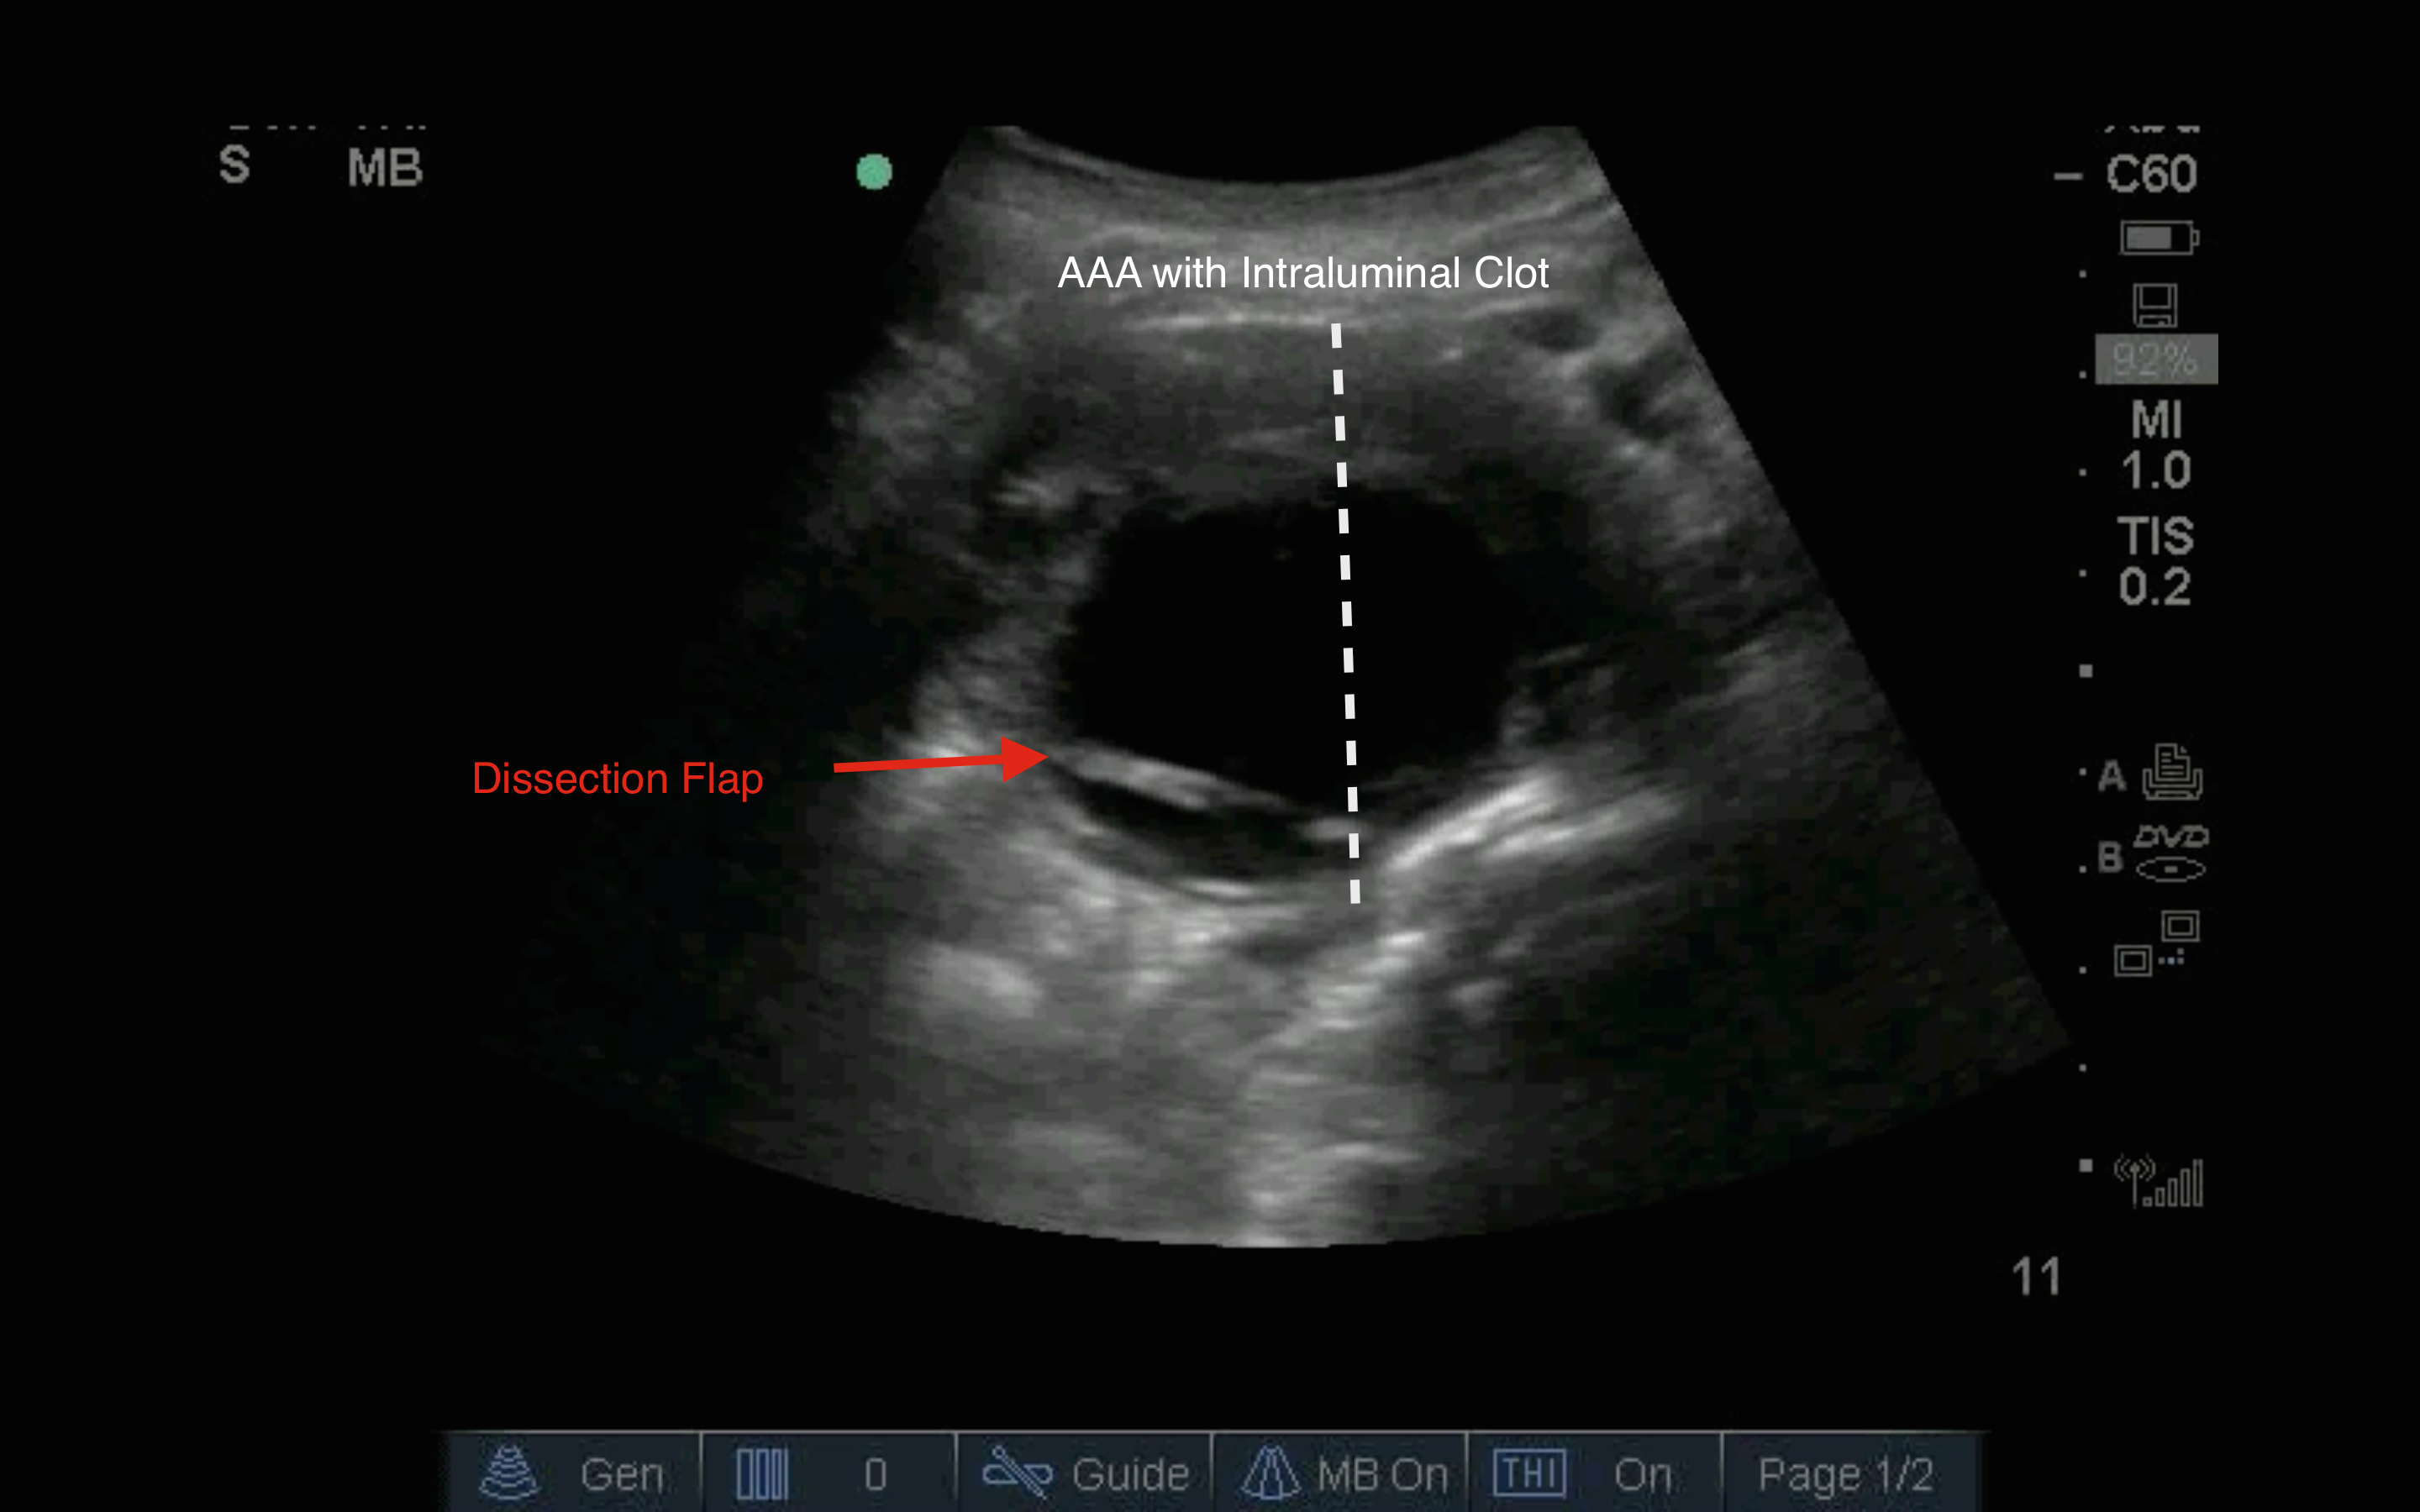 S MB
C60
AAA with Intraluminal Clot
92%
MI
1.0
TIS
0.2
Dissection Flap
A
B DVD
11
Gen 0 Guide MB On THI On Page 1/2